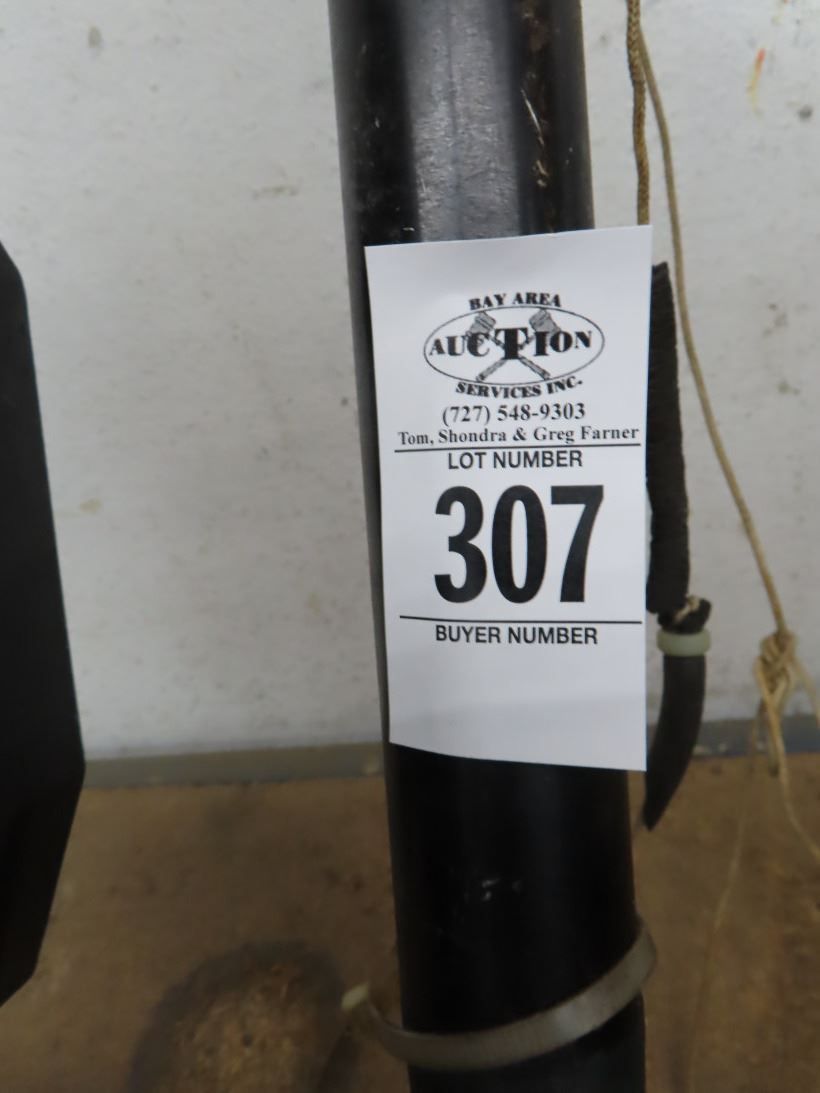 BAY AREA
AUCTION
SERVICES INC.
(727) 548-9303
Tom, Shondra & Greg Farner
LOT NUMBER
307
BUYER NUMBER